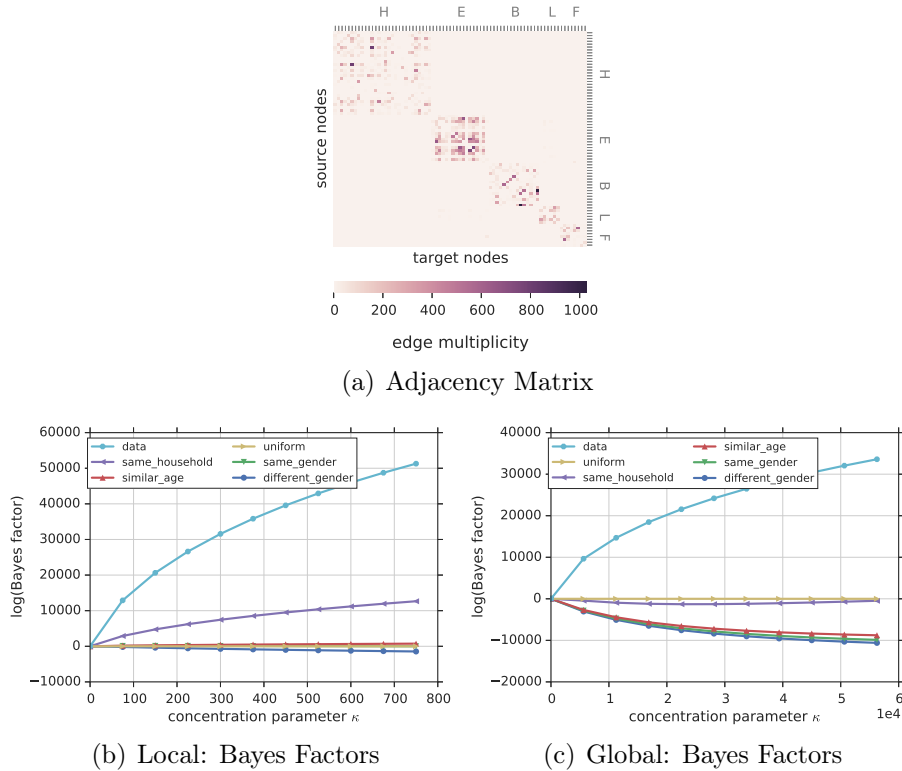 H E B L F
source nodes
H
E
B
L
F
target nodes
0 200 400 600 800 1000
edge multiplicity
(a) Adjacency Matrix
60000
50000
40000
30000
20000
10000
0
−10000
log(Bayes factor)
data
same_household
similar_age
uniform
same_gender
different_gender
0 100 200 300 400 500 600 700 800
concentration parameter κ
(b) Local: Bayes Factors
40000
30000
20000
10000
0
−10000
−20000
log(Bayes factor)
data
uniform
same_household
similar_age
same_gender
different_gender
0 1 2 3 4 5 6
1e4
concentration parameter κ
(c) Global: Bayes Factors